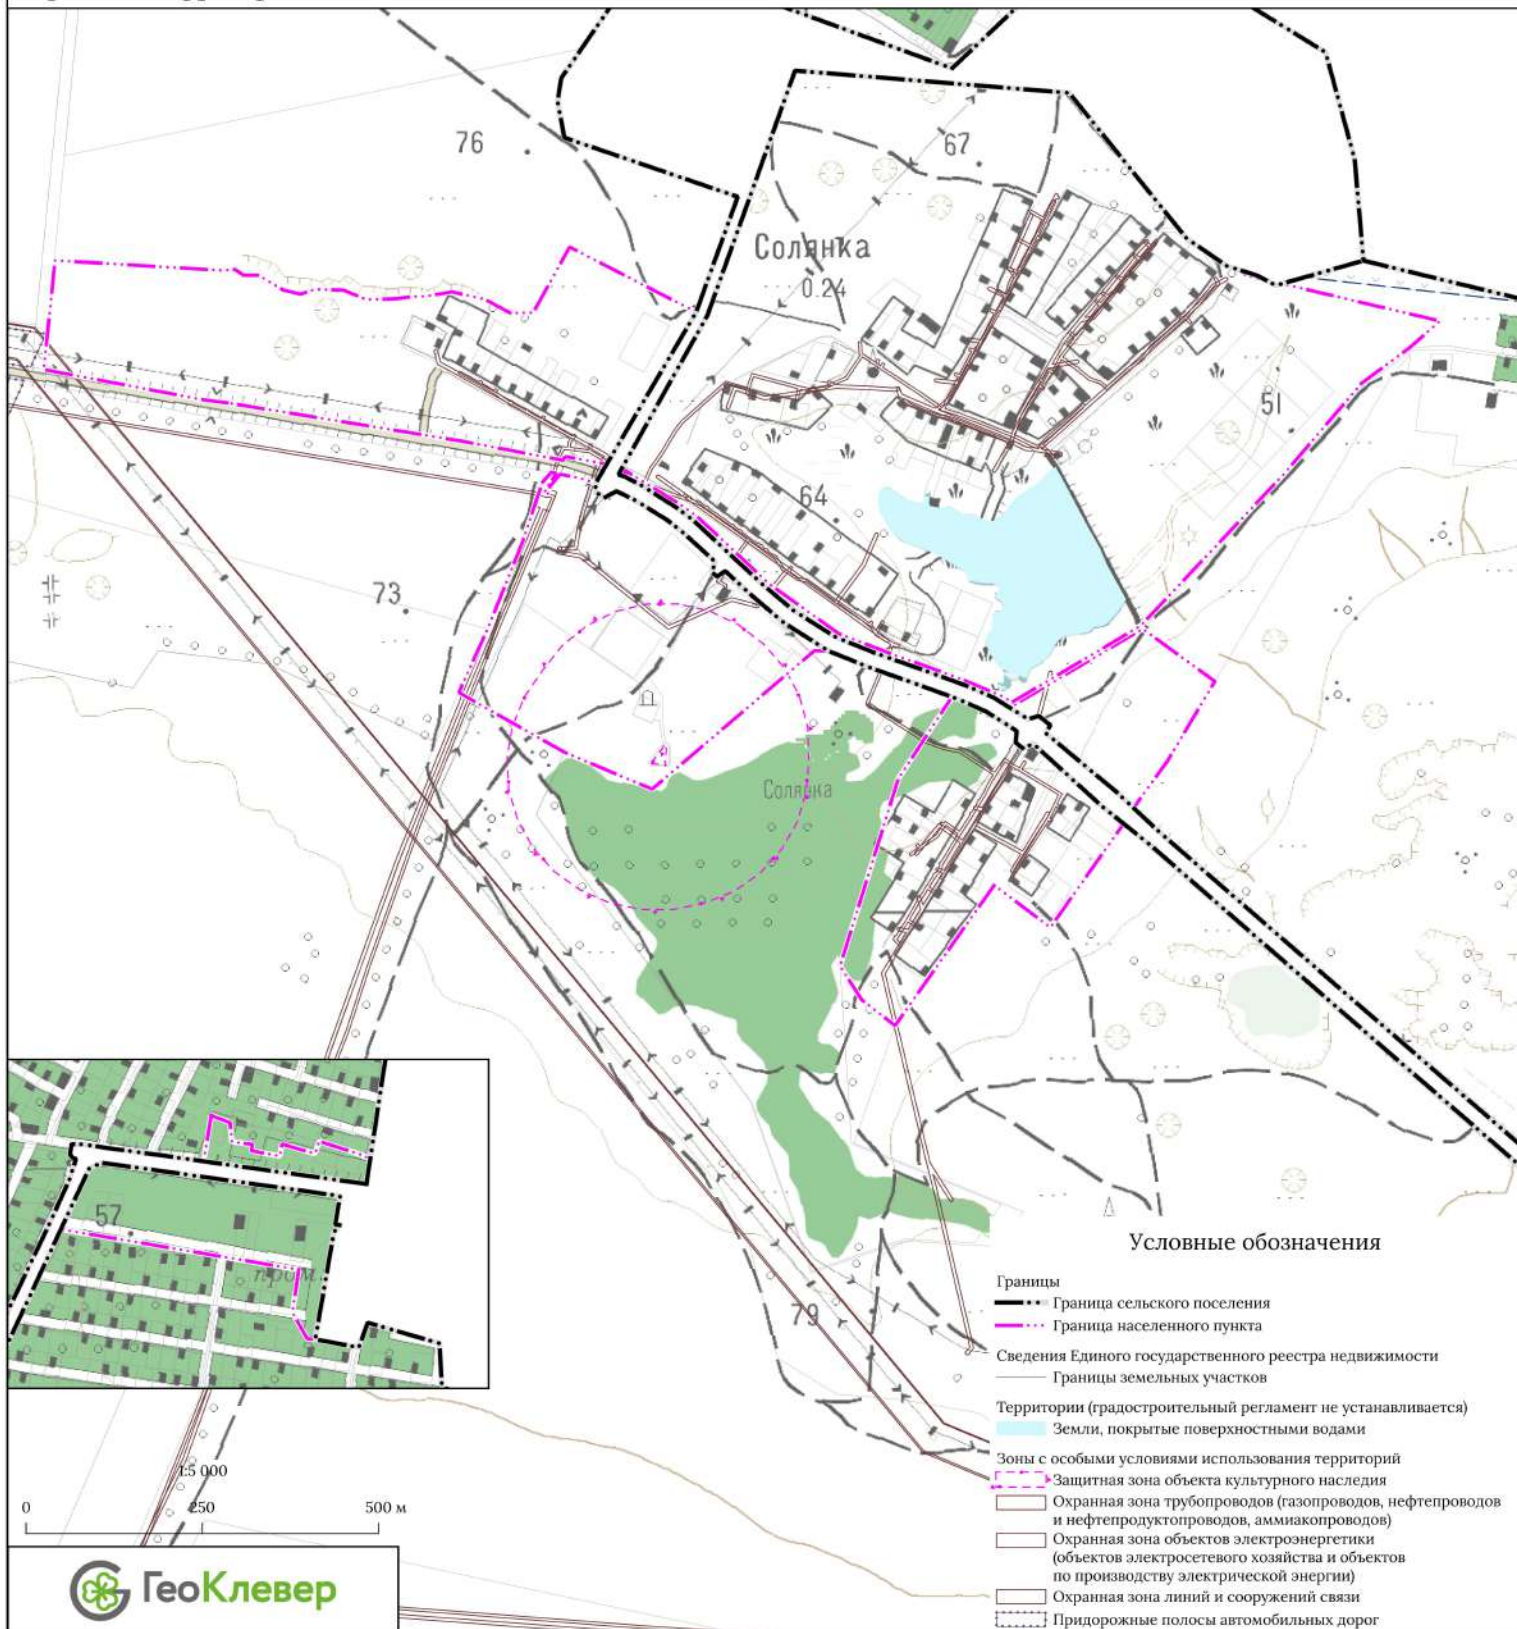 76
67
Солянка
0.24
51
64
73
Солянка
57
пром.
79
Условные обозначения
Границы
Граница сельского поселения
Граница населенного пункта
Сведения Единого государственного реестра недвижимости
Границы земельных участков
Территории (градостроительный регламент не устанавливается)
Земли, покрытые поверхностными водами
Зоны с особыми условиями использования территорий
Защитная зона объекта культурного наследия
Охранная зона трубопроводов (газопроводов, нефтепроводов
и нефтепродуктопроводов, аммиакопроводов)
Охранная зона объектов электроэнергетики
(объектов электросетевого хозяйства и объектов
по производству электрической энергии)
Охранная зона линий и сооружений связи
Придорожные полосы автомобильных дорог
1:5 000
0 250 500 м
ГеоКлевер